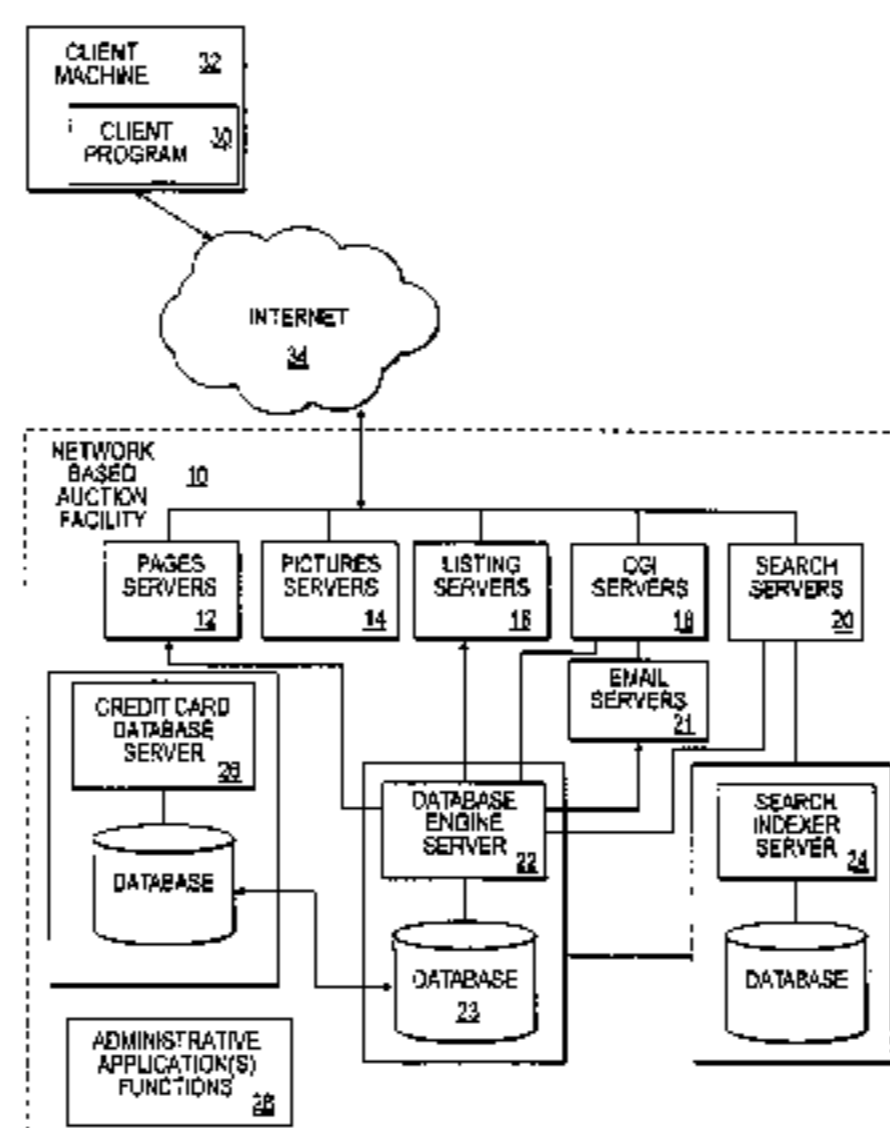 CLIENT
MACHINE
32
CLIENT
PROGRAM
30
INTERNET
34
NETWORK
BASED
AUCTION
FACILITY
10
PAGES
SERVERS
12
PICTURES
SERVERS
14
LISTING
SERVERS
16
CGI
SERVERS
18
SEARCH
SERVERS
20
EMAIL
SERVERS
21
CREDIT CARD
DATABASE
SERVER
26
DATABASE
DATABASE
ENGINE
SERVER
22
DATABASE
23
SEARCH
INDEXER
SERVER
24
DATABASE
ADMINISTRATIVE
APPLICATION(S)
FUNCTIONS
28